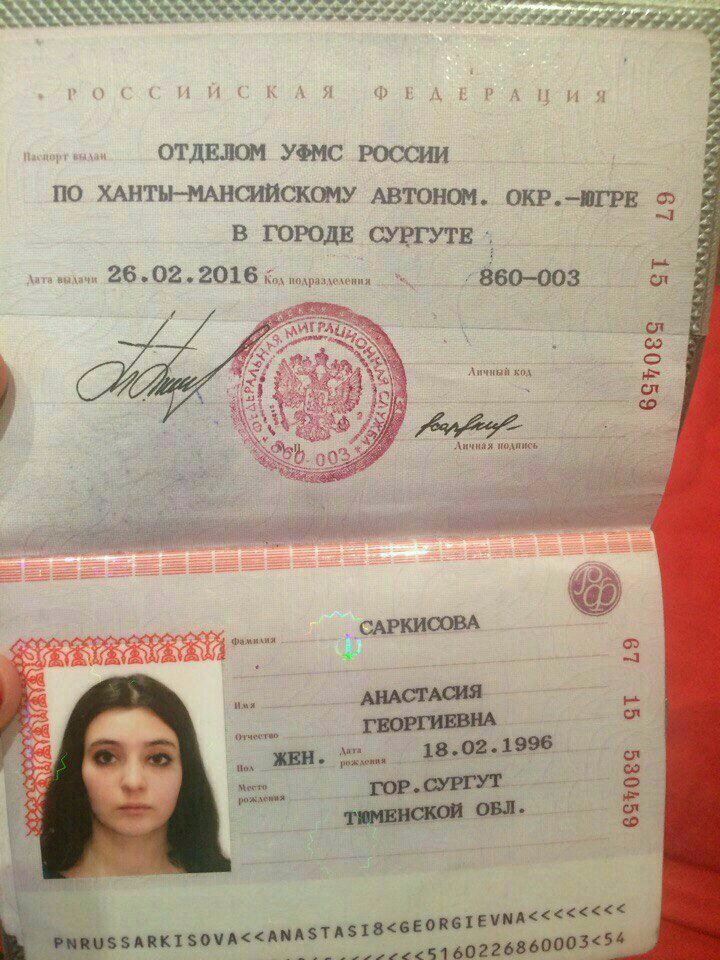 РОССИЙСКАЯ ФЕДЕРАЦИЯ
Паспорт выдан ОТДЕЛОМ УФМС РОССИИ
ПО ХАНТЫ-МАНСИЙСКОМУ АВТОНОМ. ОКР.-ЮГРЕ
В ГОРОДЕ СУРГУТЕ
Дата выдачи 26.02.2016 Код подразделения 860-003
67 15 530459
ФЕДЕРАЛЬНАЯ МИГРАЦИОННАЯ СЛУЖБА
860-003
Личный код
Личная подпись
РФ
Фамилия САРКИСОВА
Имя АНАСТАСИЯ
Отчество ГЕОРГИЕВНА
Пол ЖЕН. Дата рождения 18.02.1996
Место рождения ГОР.СУРГУТ
ТЮМЕНСКОЙ ОБЛ.
67 15 530459
PNRUSSARKISOVA<<ANASTASI8<GEORGIEVNA<<<<<<<<
<<<<<5160226860003<54